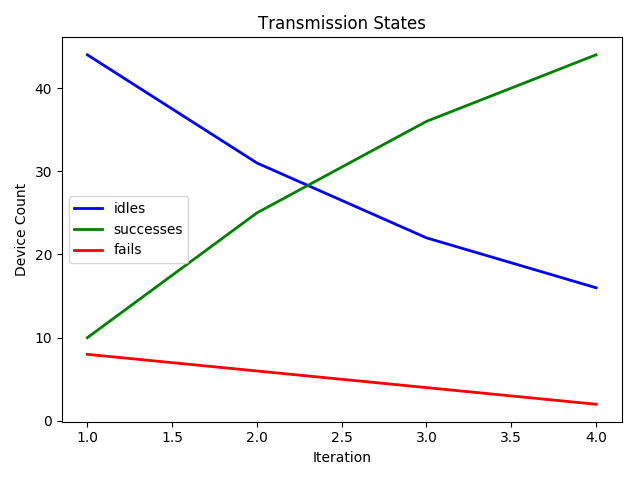 Transmission States
Device Count
40
30
20
10
0
idles
successes
fails
1.0 1.5 2.0 2.5 3.0 3.5 4.0
Iteration